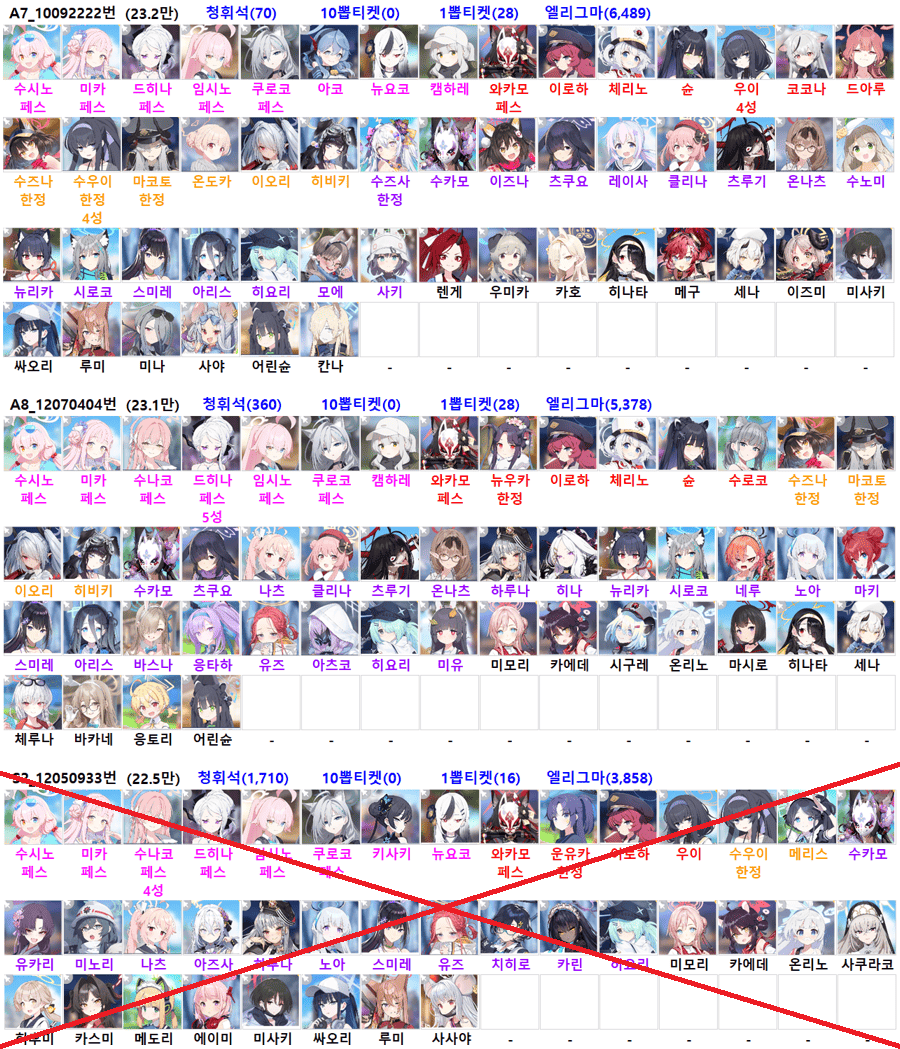 A7_10092222번 (23.2만) 청휘석(70) 10뽑티켓(0) 1뽑티켓(28) 엘리그마(6,489)
수시노 미카 드히나 임시노 쿠로코 아코 뉴요코 캠하레 와카모 이로하 체리노 슌 우이 코코나 드아루
페스 페스 페스 페스 페스 페스 4성
수즈나 수우이 마코토 온도카 이오리 히비키 수즈사 수카모 이즈나 츠쿠요 레이사 클리나 츠루기 온나츠 수노미
한정 한정 한정 한정
4성
뉴리카 시로코 스미레 아리스 히요리 모에 사키 렌게 우미카 카호 히나타 메구 세나 이즈미 미사키
싸오리 루미 미나 사야 어린슌 칸나 - - - - - - - - -
A8_12070404번 (23.1만) 청휘석(360) 10뽑티켓(0) 1뽑티켓(28) 엘리그마(5,378)
수시노 미카 수나코 드히나 임시노 쿠로코 캠하레 와카모 뉴우카 이로하 체리노 슌 수로코 수즈나 마코토
페스 페스 페스 페스 페스 페스 페스 한정 한정 한정
5성
이오리 히비키 수카모 츠쿠요 나츠 클리나 츠루기 온나츠 하루나 히나 뉴리카 시로코 네루 노아 마키
스미레 아리스 바스나 응타하 유즈 아츠코 히요리 미유 미모리 카에데 시구레 온리노 마시로 히나타 세나
체루나 바카네 응토리 어린슌 - - - - - - - - - - -
S2_12050933번 (22.5만) 청휘석(1,710) 10뽑티켓(0) 1뽑티켓(16) 엘리그마(3,858)
수시노 미카 수나코 드히나 임시노 쿠로코 키사키 뉴요코 와카모 운유카 이로하 우이 수우이 메리스 수카모
페스 페스 페스 페스 페스 페스 페스 한정 한정
4성
유카리 미노리 나츠 아즈사 하루나 노아 스미레 유즈 치히로 카린 히요리 미모리 카에데 온리노 사쿠라코
하루미 카스미 메도리 에이미 미사키 싸오리 루미 사사야 - - - - - - -